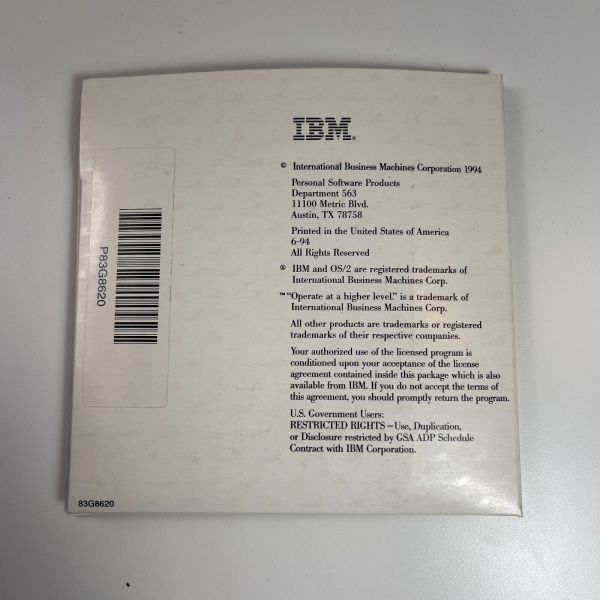 IBM®
© International Business Machines Corporation 1994
Personal Software Products
Department 563
11100 Metric Blvd.
Austin, TX 78758
Printed in the United States of America
6-94
All Rights Reserved
® IBM and OS/2 are registered trademarks of
International Business Machines Corp.
™ “Operate at a higher level.” is a trademark of
International Business Machines Corp.
All other products are trademarks or registered
trademarks of their respective companies.
Your authorized use of the licensed program is
conditioned upon your acceptance of the license
agreement contained inside this package which is also
available from IBM. If you do not accept the terms of
this agreement, you should promptly return the program.
U.S. Government Users:
RESTRICTED RIGHTS—Use, Duplication,
or Disclosure restricted by GSA ADP Schedule
Contract with IBM Corporation.
P83G8620
83G8620